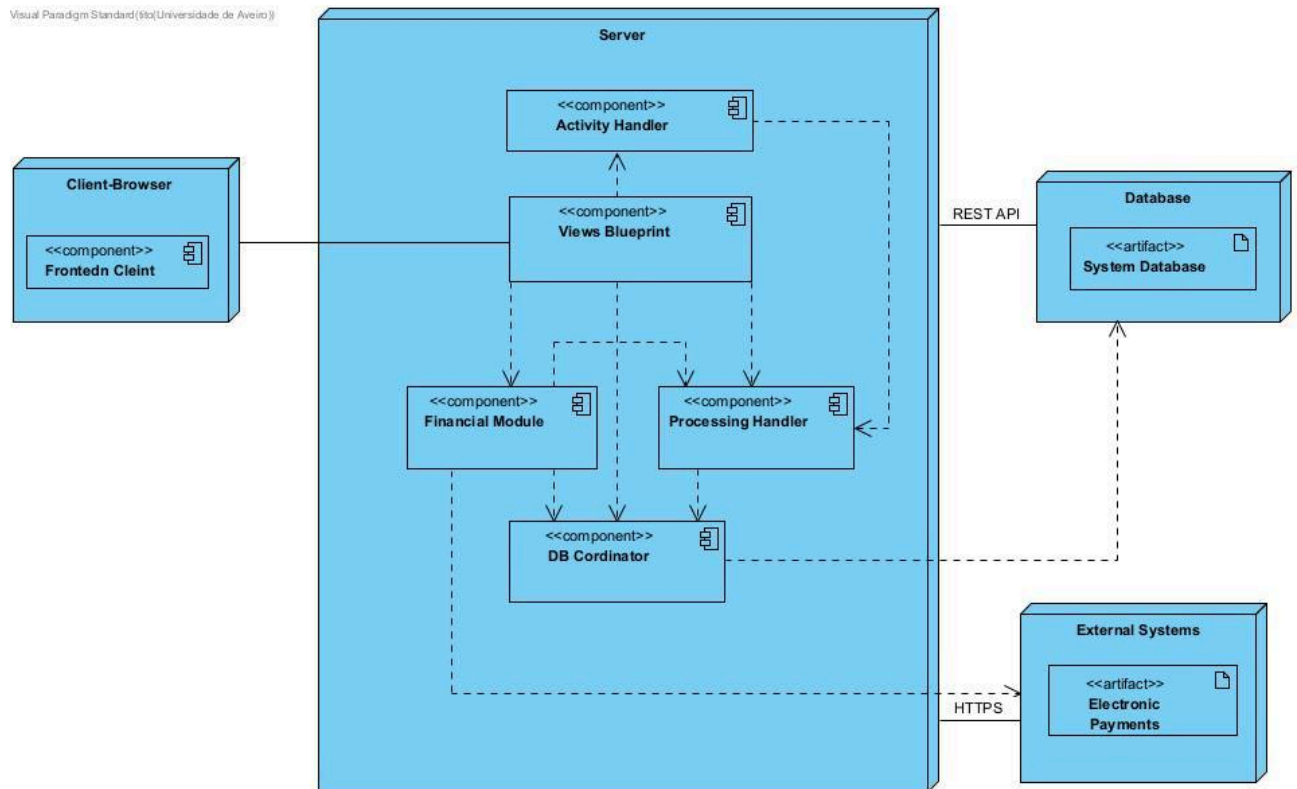 Visual Paradigm Standard(tito(Universidade de Aveiro))
Server
<<component>>
Activity Handler
Client-Browser
<<component>>
Frontedn Cleint
<<component>>
Views Blueprint
REST API
Database
<<artifact>>
System Database
<<component>>
Financial Module
<<component>>
Processing Handler
<<component>>
DB Cordinator
External Systems
<<artifact>>
Electronic
Payments
HTTPS